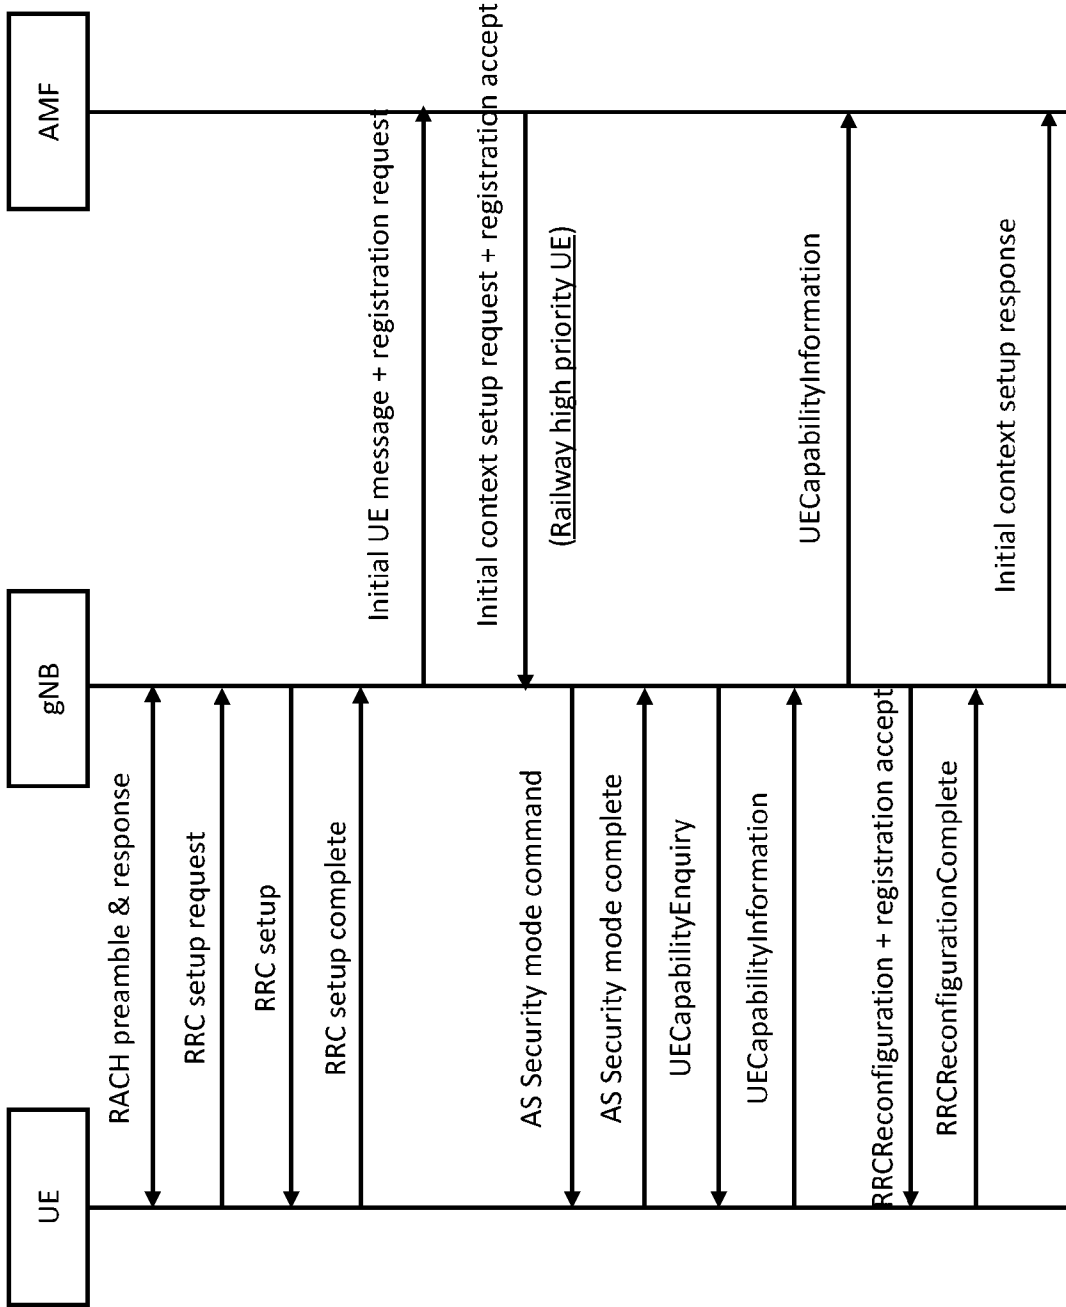 UE
gNB
AMF
RACH preamble & response
RRC setup request
RRC setup
RRC setup complete
Initial UE message + registration request
Initial context setup request + registration accept
(Railway high priority UE)
AS Security mode command
AS Security mode complete
UECapabilityEnquiry
UECapabilityInformation
UECapabilityInformation
RRCReconfiguration + registration accept
RRCReconfigurationComplete
Initial context setup response